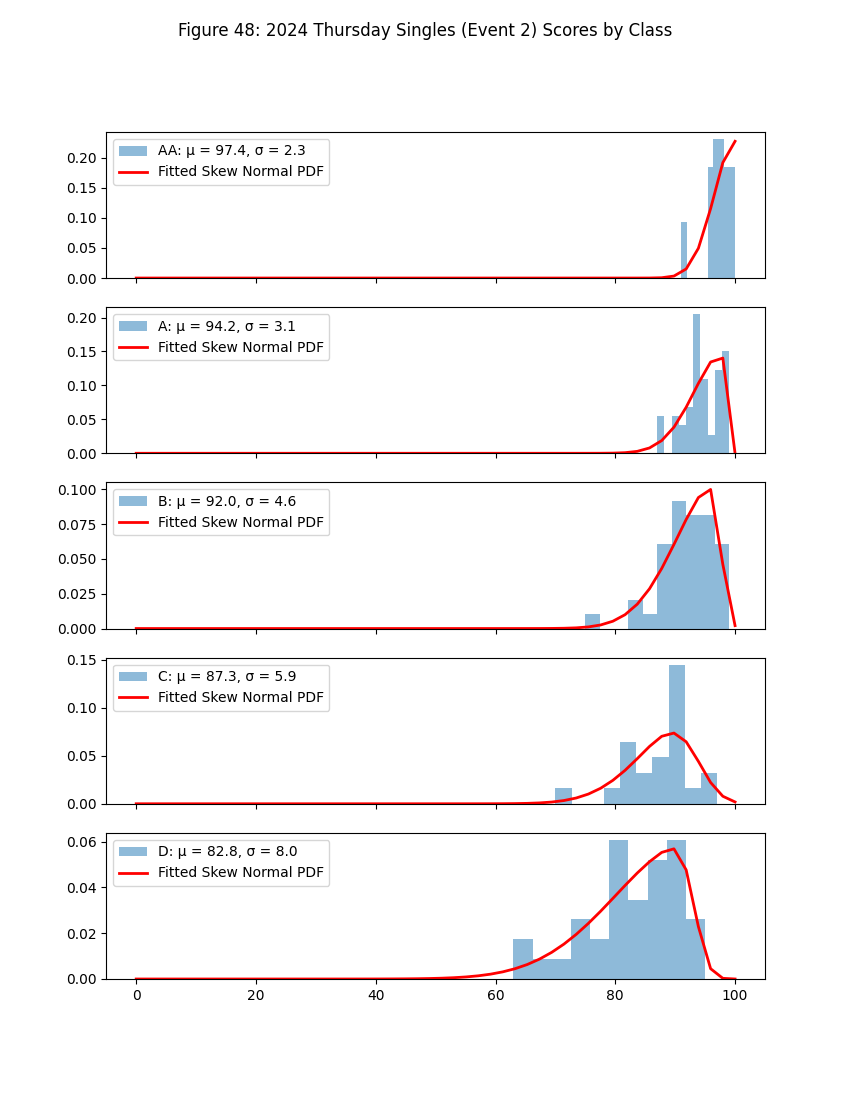 Figure 48: 2024 Thursday Singles (Event 2) Scores by Class
AA: μ = 97.4, σ = 2.3
Fitted Skew Normal PDF
0.20
0.15
0.10
0.05
0.00
A: μ = 94.2, σ = 3.1
Fitted Skew Normal PDF
0.20
0.15
0.10
0.05
0.00
B: μ = 92.0, σ = 4.6
Fitted Skew Normal PDF
0.100
0.075
0.050
0.025
0.000
C: μ = 87.3, σ = 5.9
Fitted Skew Normal PDF
0.15
0.10
0.05
0.00
D: μ = 82.8, σ = 8.0
Fitted Skew Normal PDF
0.06
0.04
0.02
0.00
0 20 40 60 80 100